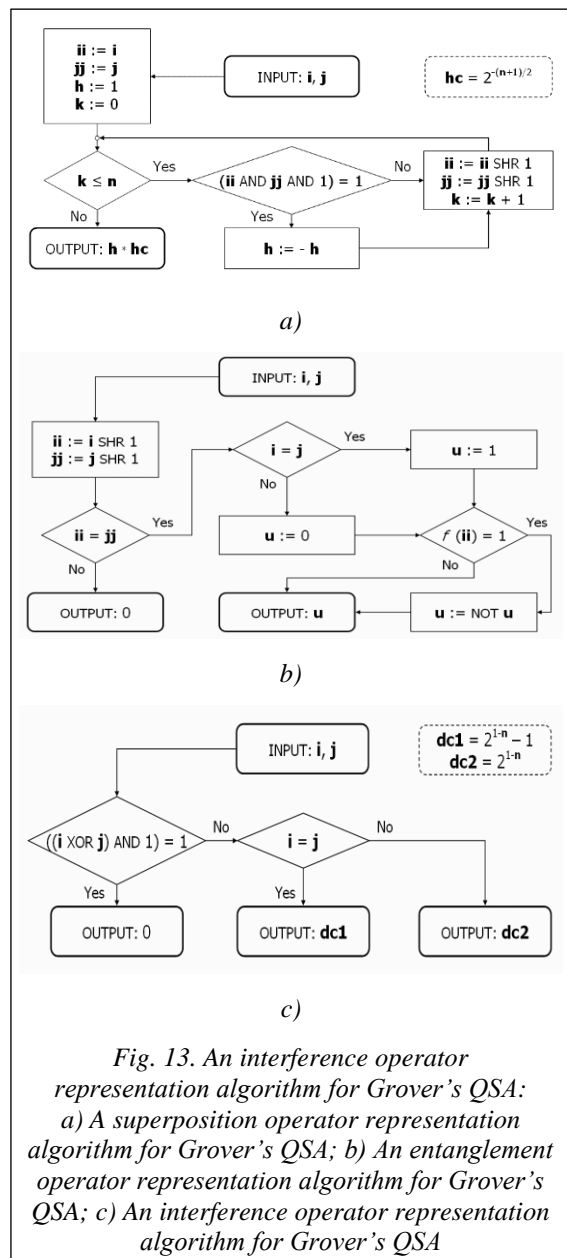 ii := i
jj := j
h := 1
k := 0
INPUT: i, j
hc = 2^-(n+1)/2
k ≤ n
Yes
(ii AND jj AND 1) = 1
No
ii := ii SHR 1
jj := jj SHR 1
k := k + 1
No
Yes
OUTPUT: h * hc
h := - h
a)
INPUT: i, j
ii := i SHR 1
jj := j SHR 1
i = j
Yes
u := 1
No
ii = jj
Yes
u := 0
f (ii) = 1
Yes
No
No
OUTPUT: 0
OUTPUT: u
u := NOT u
b)
INPUT: i, j
dc1 = 2^1-n – 1
dc2 = 2^1-n
((i XOR j) AND 1) = 1
No
i = j
No
Yes
Yes
OUTPUT: 0
OUTPUT: dc1
OUTPUT: dc2
c)
Fig. 13. An interference operator
representation algorithm for Grover's QSA:
a) A superposition operator representation
algorithm for Grover's QSA; b) An entanglement
operator representation algorithm for Grover's
QSA; c) An interference operator representation
algorithm for Grover's QSA